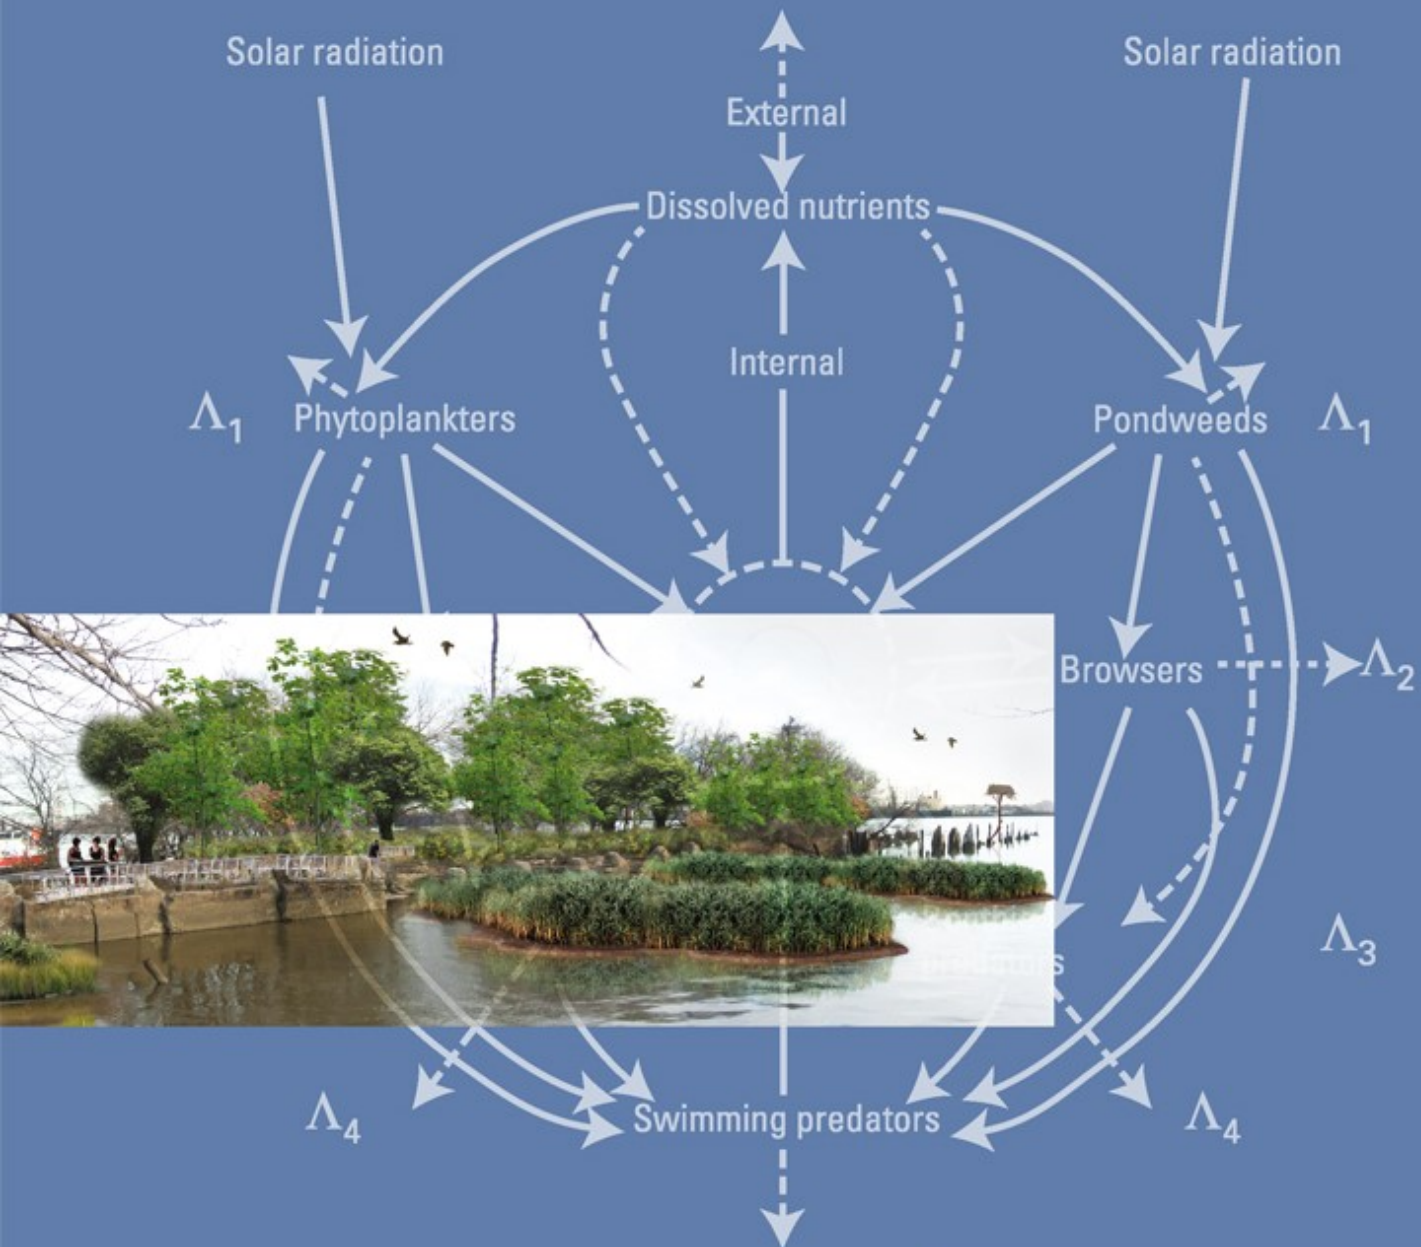 Solar radiation
Solar radiation
External
Dissolved nutrients
Internal
Λ1 Phytoplankters
Pondweeds Λ1
Browsers Λ2
Λ3
Λ4
Swimming predators
Λ4